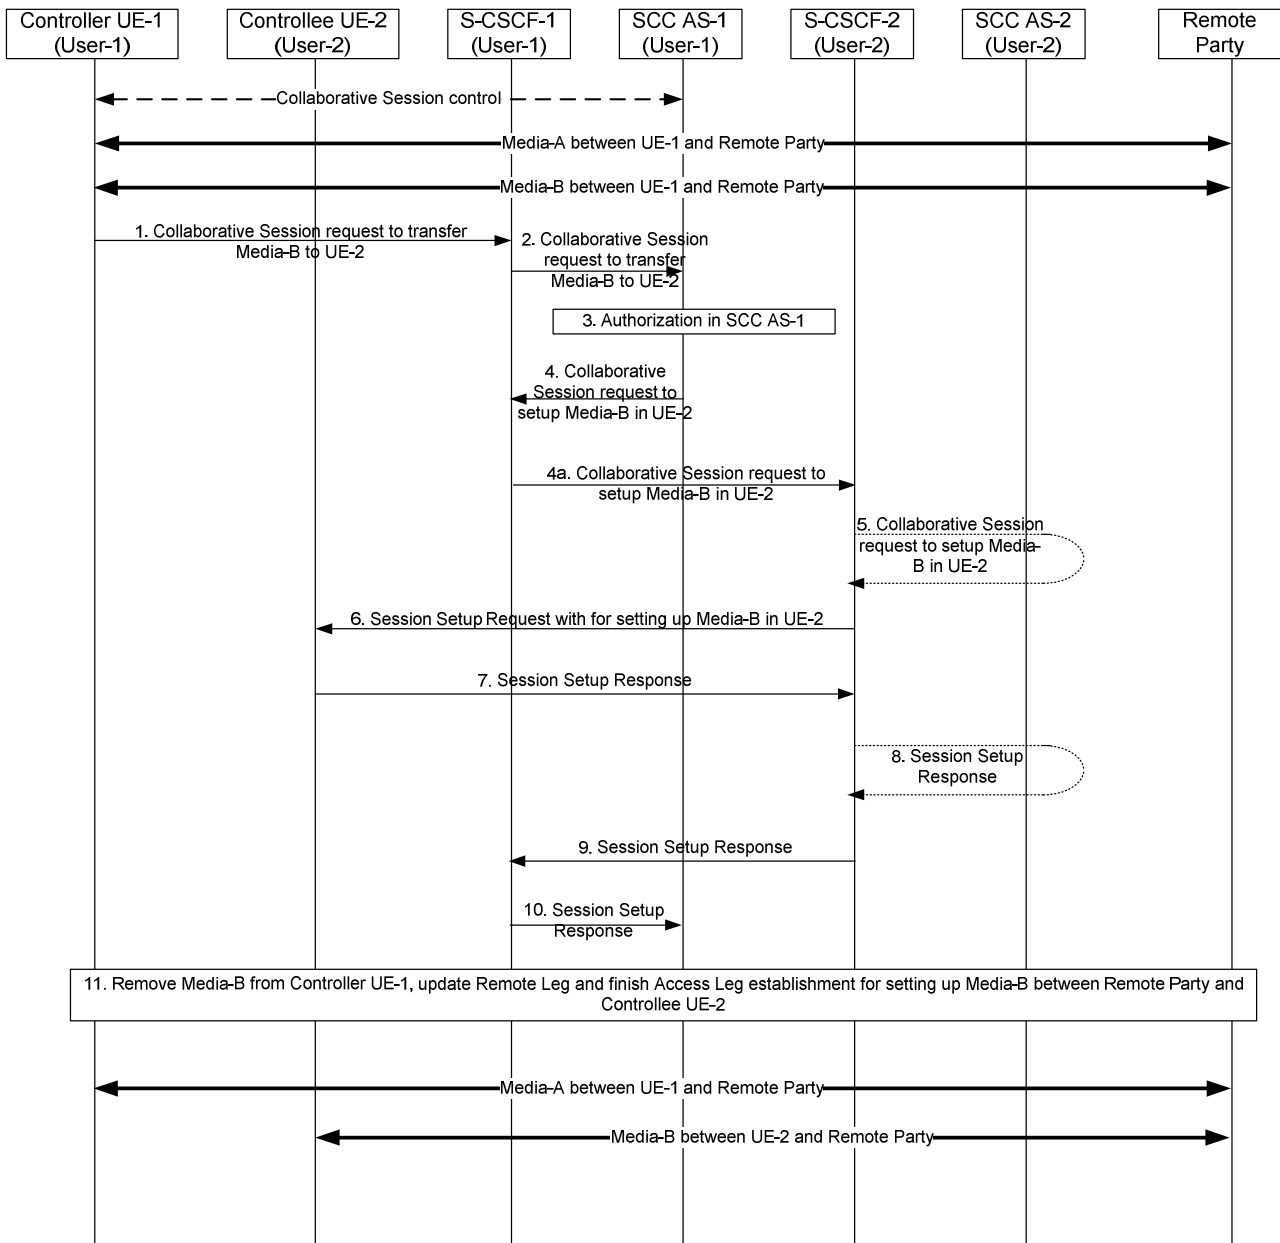 Controller UE-1
(User-1)
Controllee UE-2
(User-2)
S-CSCF-1
(User-1)
SCC AS-1
(User-1)
S-CSCF-2
(User-2)
SCC AS-2
(User-2)
Remote
Party
Collaborative Session control
Media-A between UE-1 and Remote Party
Media-B between UE-1 and Remote Party
1. Collaborative Session request to transfer
Media-B to UE-2
2. Collaborative Session
request to transfer
Media-B to UE-2
3. Authorization in SCC AS-1
4. Collaborative
Session request to
setup Media-B in UE-2
4a. Collaborative Session request to
setup Media-B in UE-2
5. Collaborative Session
request to setup Media-
B in UE-2
6. Session Setup Request with for setting up Media-B in UE-2
7. Session Setup Response
8. Session Setup
Response
9. Session Setup Response
10. Session Setup
Response
11. Remove Media-B from Controller UE-1, update Remote Leg and finish Access Leg establishment for setting up Media-B between Remote Party and
Controllee UE-2
Media-A between UE-1 and Remote Party
Media-B between UE-2 and Remote Party